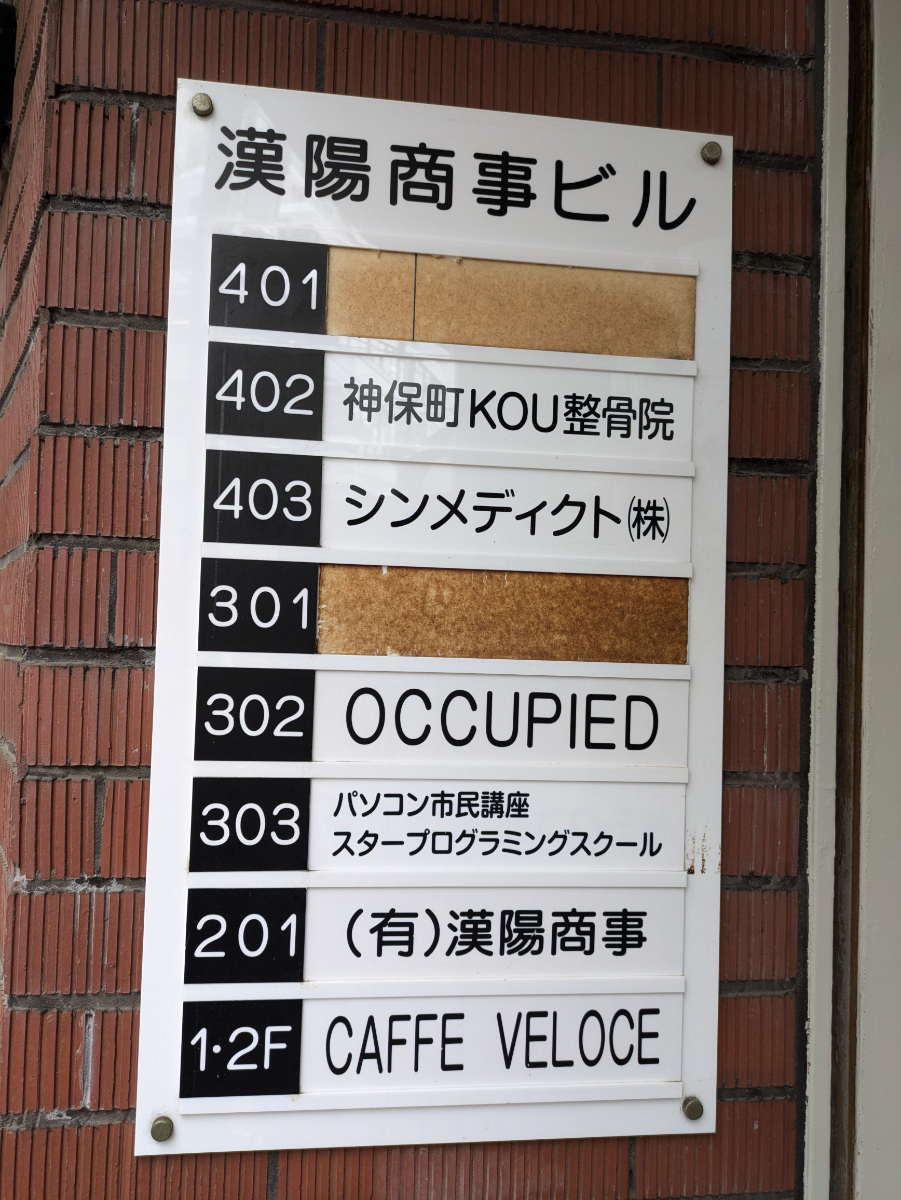 漢陽商事ビル
401
402 神保町KOU整骨院
403 シンメディクト㈱
301
302 OCCUPIED
303 パソコン市民講座
スタープログラミングスクール
201 (有)漢陽商事
1・2F CAFFE VELOCE